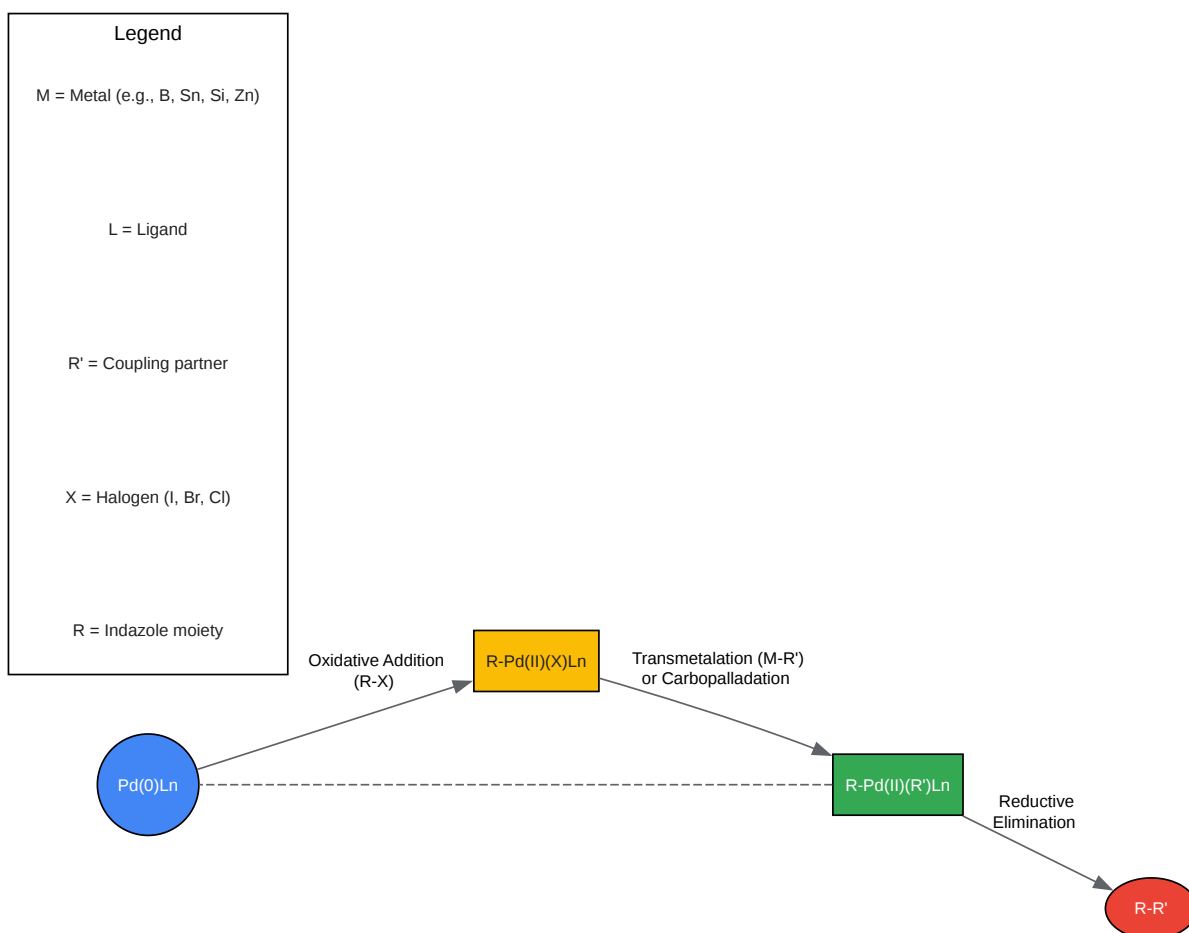 Legend
M = Metal (e.g., B, Sn, Si, Zn)
L = Ligand
R' = Coupling partner
X = Halogen (I, Br, Cl)
R = Indazole moiety
Oxidative Addition
(R-X)
R-Pd(II)(X)Ln
Transmetalation (M-R')
or Carbopalladation
Pd(0)Ln
R-Pd(II)(R')Ln
Reductive
Elimination
R-R'